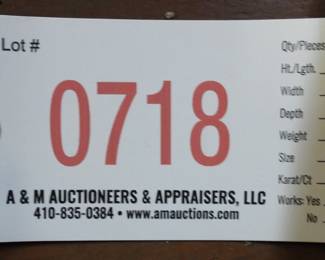 Lot #
0718
A & M AUCTIONEERS & APPRAISERS, LLC
410-835-0384 • www.amauctions.com
Qty/Pieces
Ht./Lgth.
Width
Depth
Weight
Size
Karat/Ct
Works: Yes
No